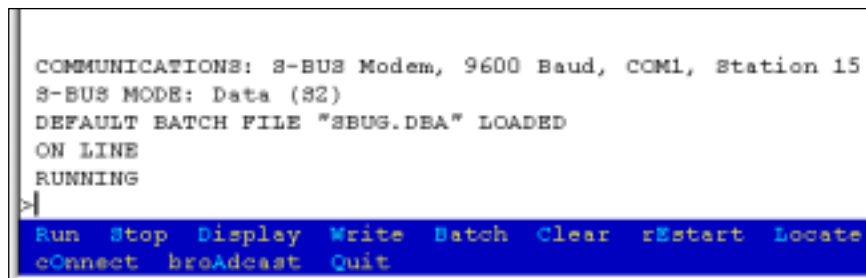 COMMUNICATIONS: S-BUS Modem, 9600 Baud, COM1, Station 15
S-BUS MODE: Data (S2)
DEFAULT BATCH FILE "SBUG.DBA" LOADED
ON LINE
RUNNING
>
Run Stop Display Write Batch Clear rEstart Locate
cOnnect broAdcast Quit